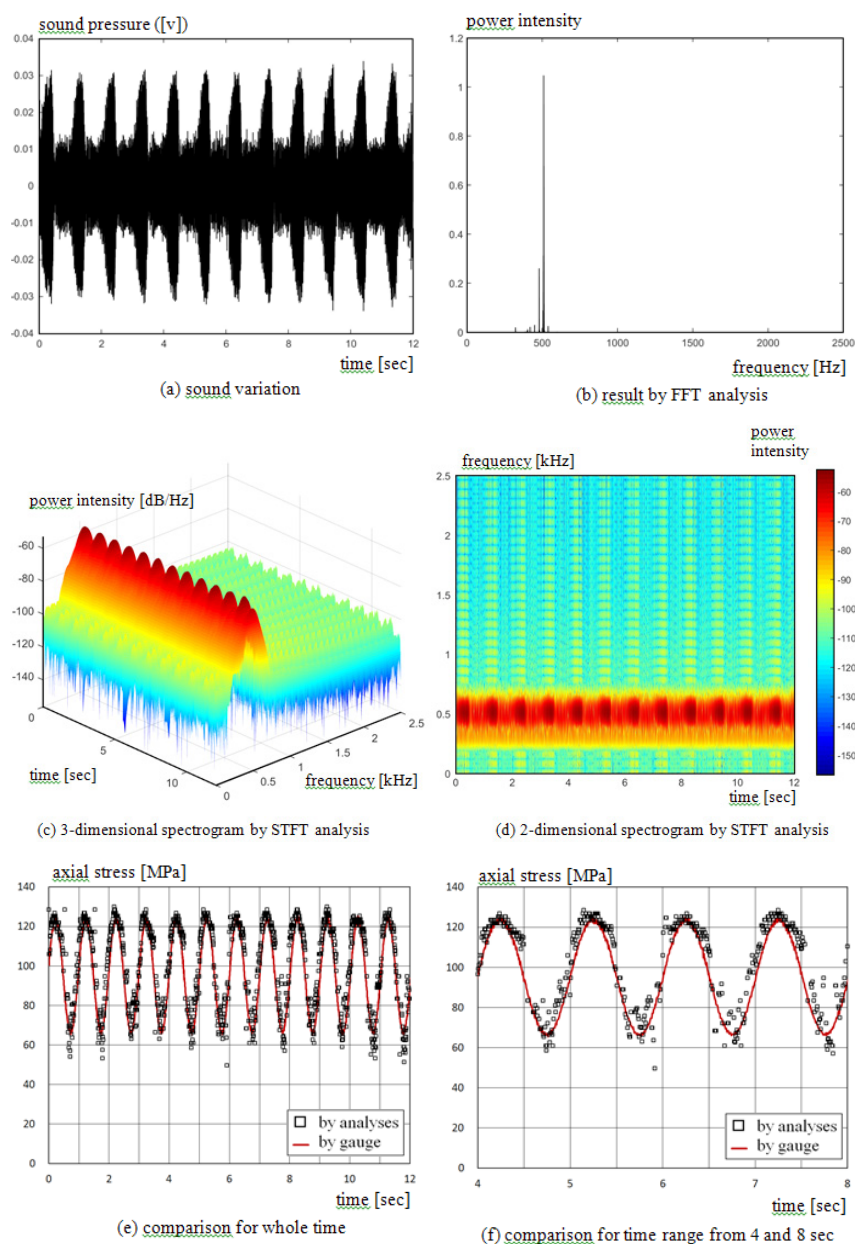 sound pressure ([v])
0.04
0.03
0.02
0.01
0
-0.01
-0.02
-0.03
-0.04
0 2 4 6 8 10 12
time [sec]
(a) sound variation
power intensity
1.2
1
0.8
0.6
0.4
0.2
0
0 500 1000 1500 2000 2500
frequency [Hz]
(b) result by FFT analysis
power intensity [dB/Hz]
-60
-80
-100
-120
-140
0
5
10
time [sec]
0
0.5
1
1.5
2
2.5
frequency [kHz]
(c) 3-dimensional spectrogram by STFT analysis
power
intensity
frequency [kHz]
2.5
2
1.5
1
0.5
0
0 2 4 6 8 10 12
time [sec]
-60
-70
-80
-90
-100
-110
-120
-130
-140
-150
(d) 2-dimensional spectrogram by STFT analysis
axial stress [MPa]
140
120
100
80
60
40
20
0
0 2 4 6 8 10 12
by analyses
by gauge
time [sec]
(e) comparison for whole time
axial stress [MPa]
140
120
100
80
60
40
20
0
4 5 6 7 8
by analyses
by gauge
time [sec]
(f) comparison for time range from 4 and 8 sec